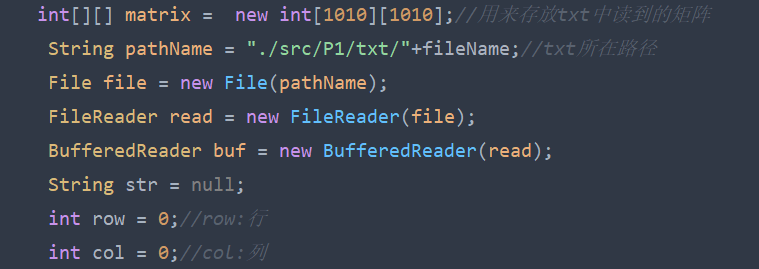 int[][] matrix =  new int[1010][1010];//用来存放txt中读到的矩阵
String pathName = "./src/P1/txt/"+fileName;//txt所在路径
File file = new File(pathName);
FileReader read = new FileReader(file);
BufferedReader buf = new BufferedReader(read);
String str = null;
int row = 0;//row:行
int col = 0;//col:列